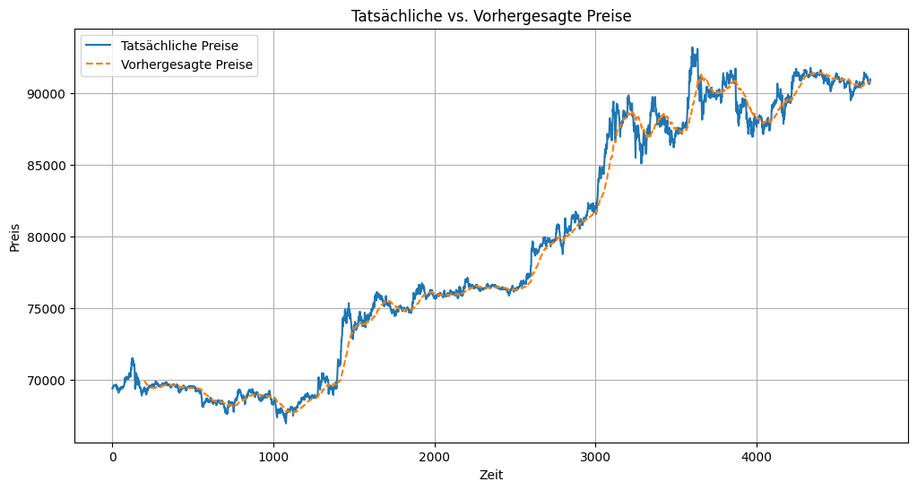 Tatsächliche vs. Vorhergesagte Preise
Tatsächliche Preise
Vorhergesagte Preise
90000
85000
80000
75000
70000
Preis
0 1000 2000 3000 4000
Zeit